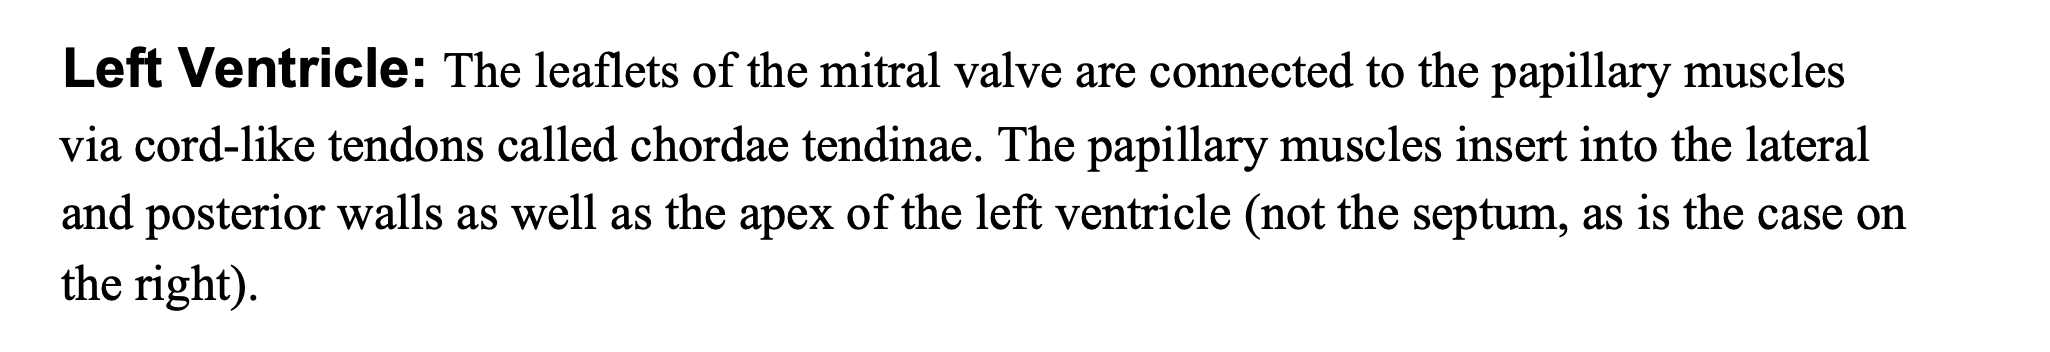 Left Ventricle: The leaflets of the mitral valve are connected to the papillary muscles
via cord-like tendons called chordae tendinae. The papillary muscles insert into the lateral
and posterior walls as well as the apex of the left ventricle (not the septum, as is the case on
the right).